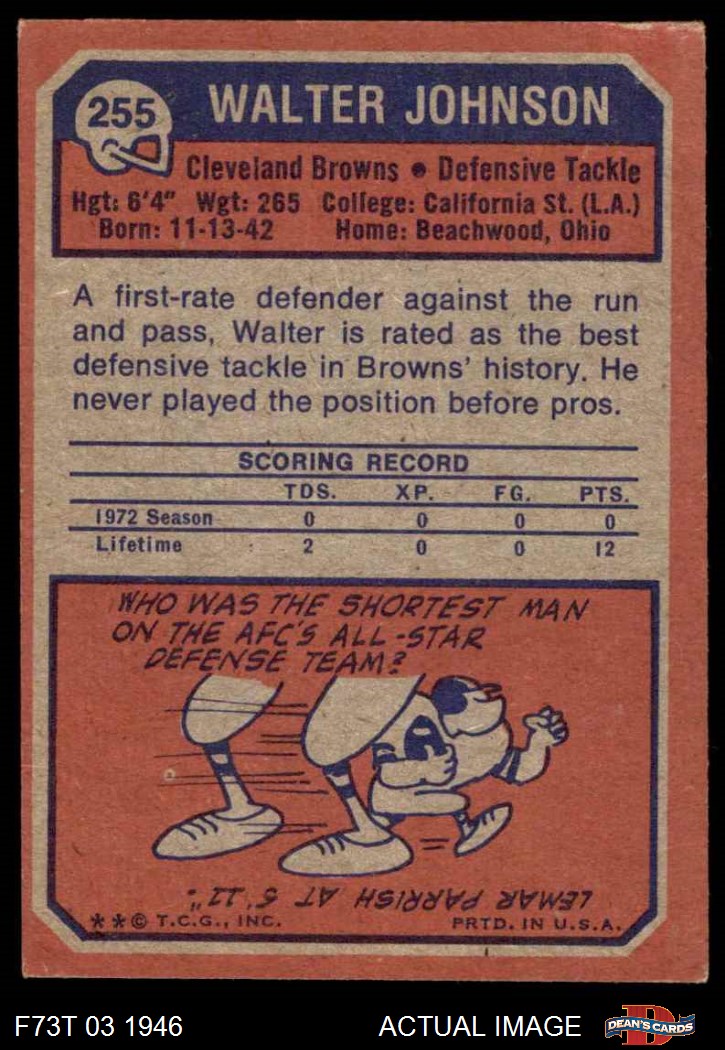 255
WALTER JOHNSON
Cleveland Browns • Defensive Tackle
Hgt: 6'4" Wgt: 265 College: California St. (L.A.)
Born: 11-13-42 Home: Beachwood, Ohio
A first-rate defender against the run
and pass, Walter is rated as the best
defensive tackle in Browns' history. He
never played the position before pros.
SCORING RECORD
TDS. XP. FG. PTS.
1972 Season 0 0 0 0
Lifetime 2 0 0 12
WHO WAS THE SHORTEST MAN
ON THE AFC'S ALL-STAR
DEFENSE TEAM?
LEMAR PARRISH AT 5'11".
**© T.C.G., INC. PRTD. IN U.S.A.
F73T 03 1946 ACTUAL IMAGE
D
DEAN'S CARDS